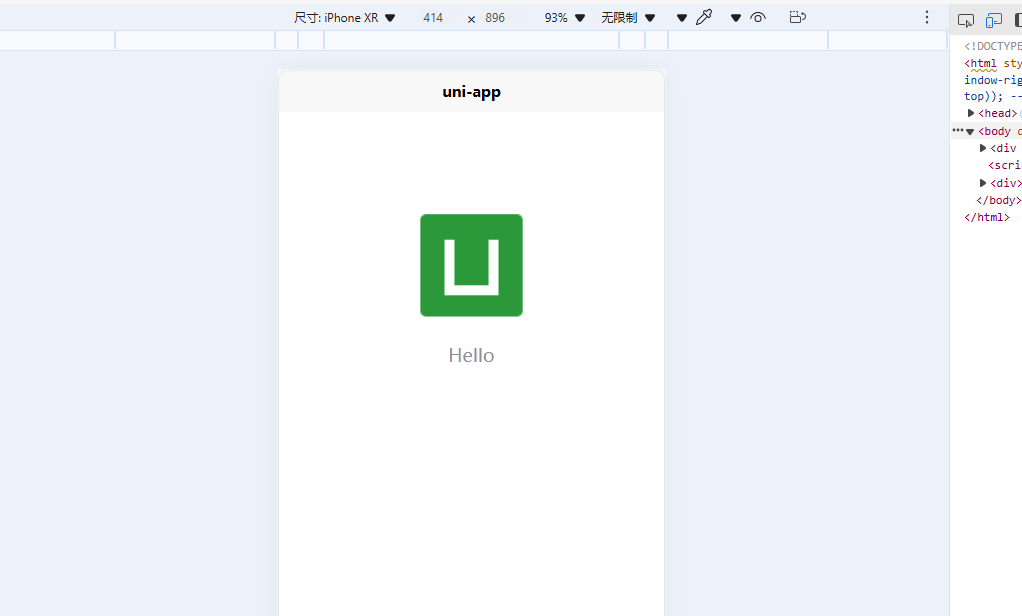 尺寸: iPhone XR 414 × 896 93% 无限制
<!DOCTYPE
<html sty
indow-rig
top)); --
<head>
<body
<div
<scri
<div>
</body>
</html>
uni-app
Hello